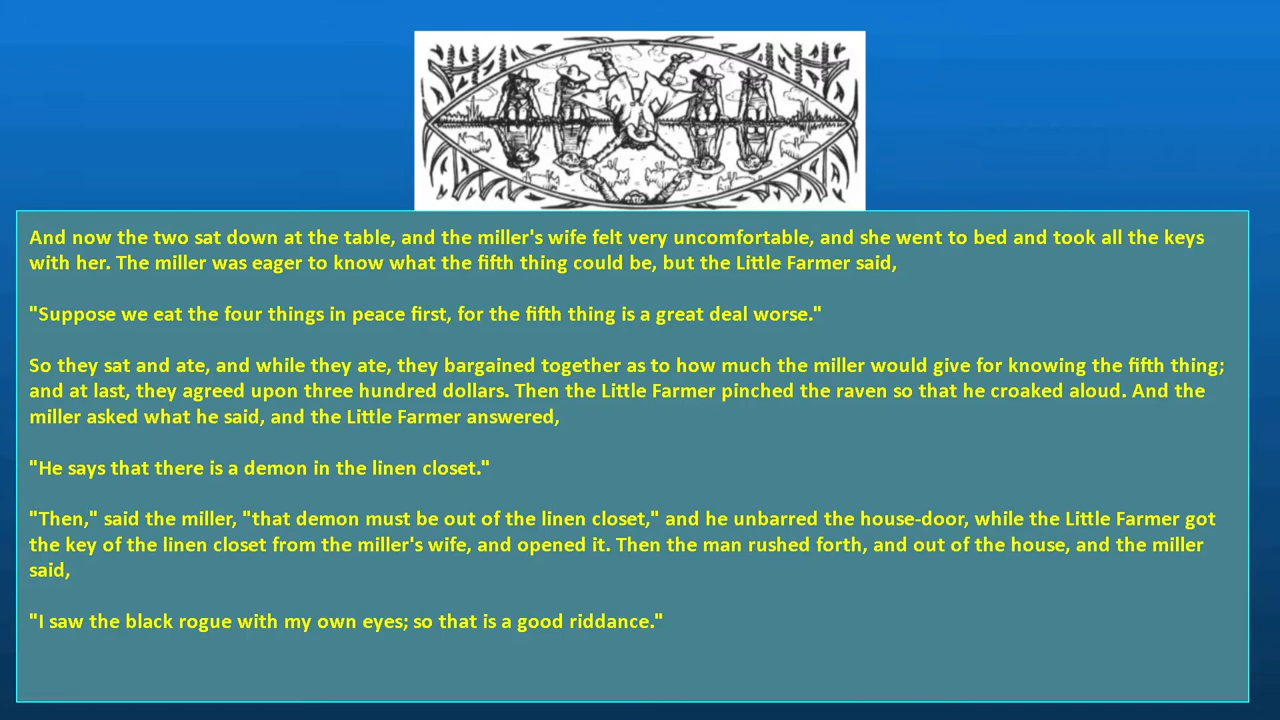 And now the two sat down at the table, and the miller's wife felt very uncomfortable, and she went to bed and took all the keys
with her. The miller was eager to know what the fifth thing could be, but the Little Farmer said,
"Suppose we eat the four things in peace first, for the fifth thing is a great deal worse."
So they sat and ate, and while they ate, they bargained together as to how much the miller would give for knowing the fifth thing;
and at last, they agreed upon three hundred dollars. Then the Little Farmer pinched the raven so that he croaked aloud. And the
miller asked what he said, and the Little Farmer answered,
"He says that there is a demon in the linen closet."
"Then," said the miller, "that demon must be out of the linen closet," and he unbarred the house-door, while the Little Farmer got
the key of the linen closet from the miller's wife, and opened it. Then the man rushed forth, and out of the house, and the miller
said,
"I saw the black rogue with my own eyes; so that is a good riddance."